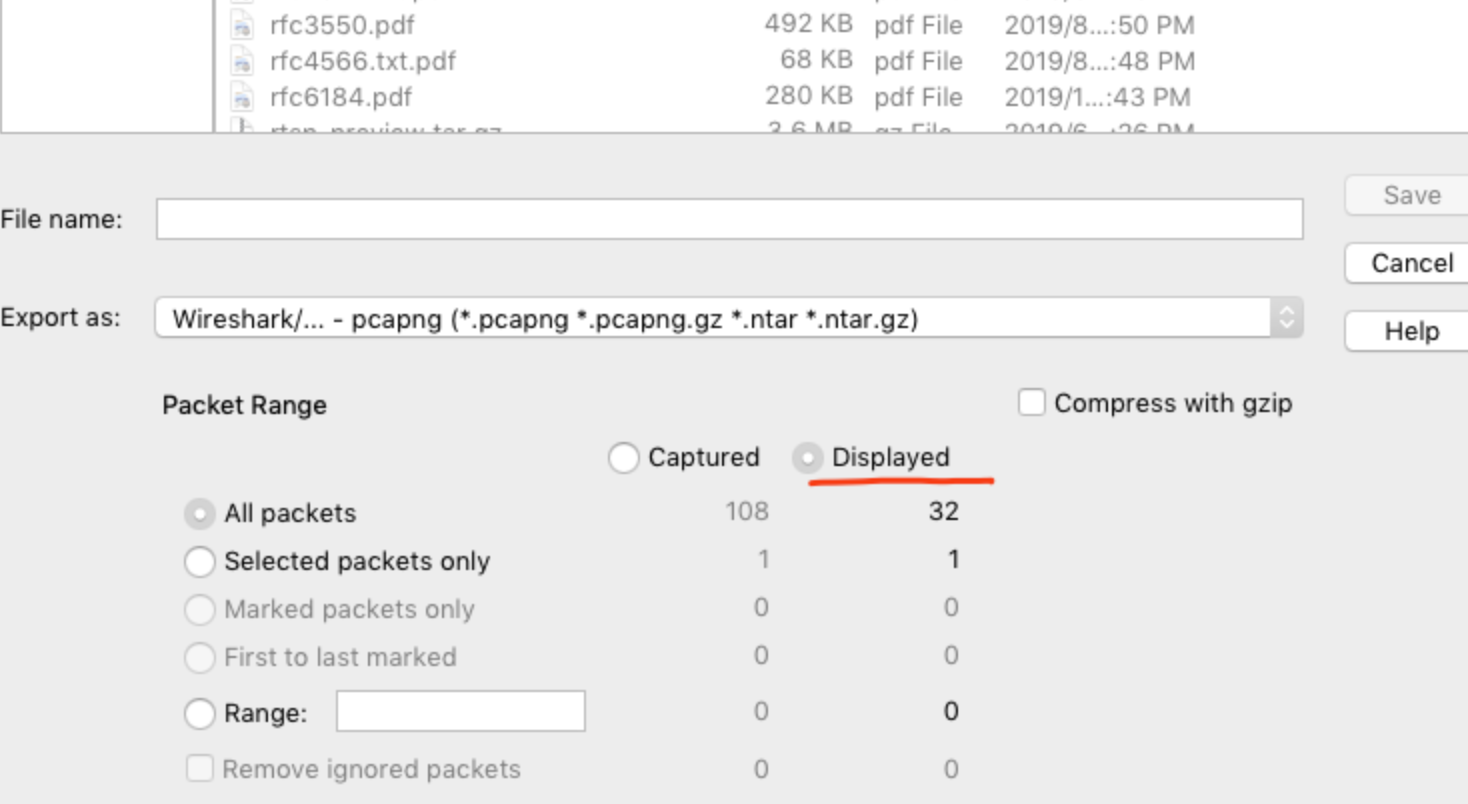 rfc3550.pdf 492 KB pdf File 2019/8...:50 PM
rfc4566.txt.pdf 68 KB pdf File 2019/8...:48 PM
rfc6184.pdf 280 KB pdf File 2019/1...:43 PM
rtsp_preview.tar.gz 3.6 MB gz File 2019/6...:26 PM
Save
File name:
Cancel
Export as: Wireshark/... - pcapng (*.pcapng *.pcapng.gz *.ntar *.ntar.gz)
Help
Packet Range
Compress with gzip
Captured Displayed
All packets 108 32
Selected packets only 1 1
Marked packets only 0 0
First to last marked 0 0
Range: 0 0
Remove ignored packets 0 0